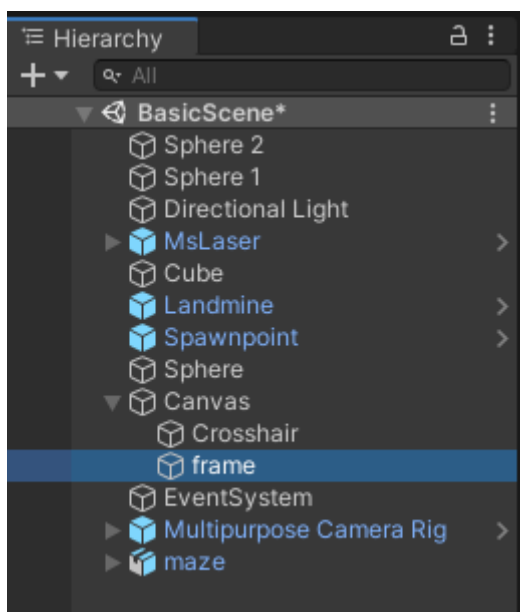 Hierarchy
All
BasicScene*
Sphere 2
Sphere 1
Directional Light
MsLaser
Cube
Landmine
Spawnpoint
Sphere
Canvas
Crosshair
frame
EventSystem
Multipurpose Camera Rig
maze